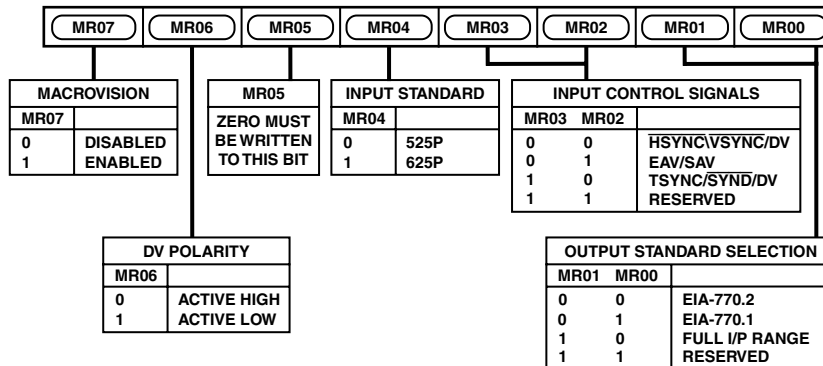 MR07 MR06 MR05 MR04 MR03 MR02 MR01 MR00
MACROVISION
MR07
0 DISABLED
1 ENABLED
MR05
ZERO MUST
BE WRITTEN
TO THIS BIT
INPUT STANDARD
MR04
0 525P
1 625P
INPUT CONTROL SIGNALS
MR03 MR02
0 0 HSYNC\VSYNC/DV
0 1 EAV/SAV
1 0 TSYNC/SYND/DV
1 1 RESERVED
DV POLARITY
MR06
0 ACTIVE HIGH
1 ACTIVE LOW
OUTPUT STANDARD SELECTION
MR01 MR00
0 0 EIA-770.2
0 1 EIA-770.1
1 0 FULL I/P RANGE
1 1 RESERVED